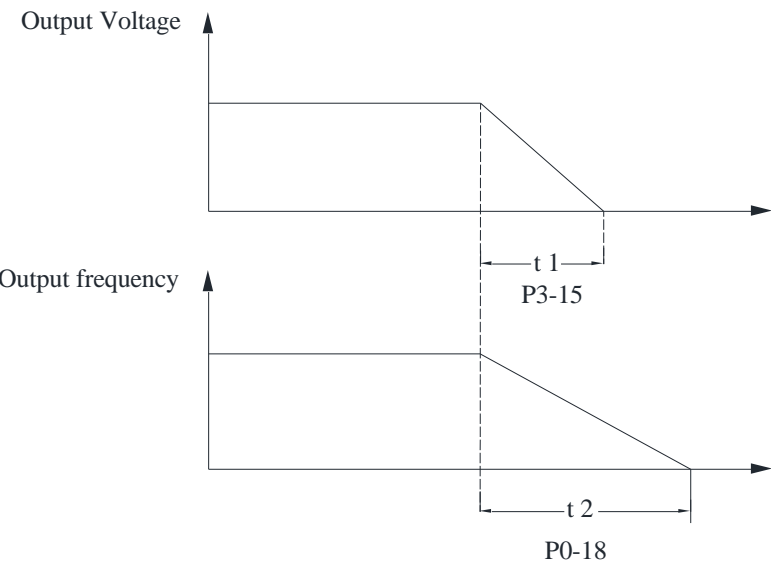 Output Voltage
t 1
P3-15
Output frequency
t 2
P0-18